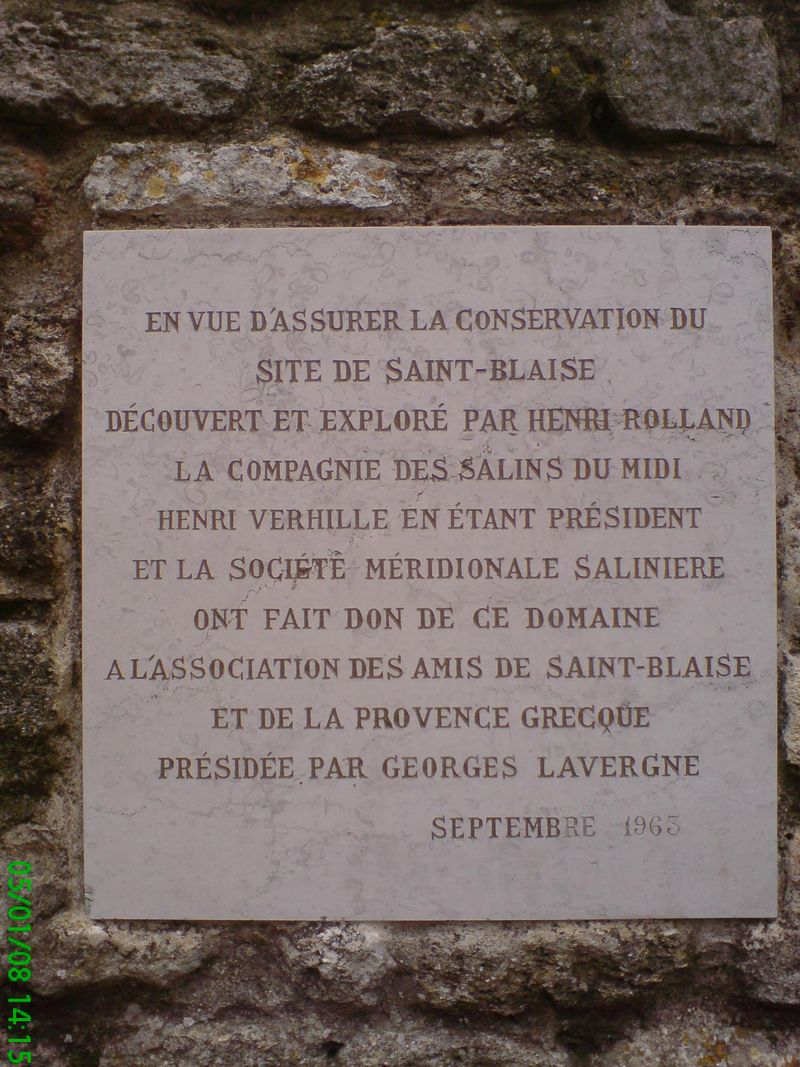 EN VUE D'ASSURER LA CONSERVATION DU
SITE DE SAINT-BLAISE
DÉCOUVERT ET EXPLORÉ PAR HENRI ROLLAND
LA COMPAGNIE DES SALINS DU MIDI
HENRI VERHILLE EN ÉTANT PRÉSIDENT
ET LA SOCIÉTÉ MÉRIDIONALE SALINIERE
ONT FAIT DON DE CE DOMAINE
A L'ASSOCIATION DES AMIS DE SAINT-BLAISE
ET DE LA PROVENCE GRECQUE
PRÉSIDÉE PAR GEORGES LAVERGNE
SEPTEMBRE 1963
05/01/08 14:15